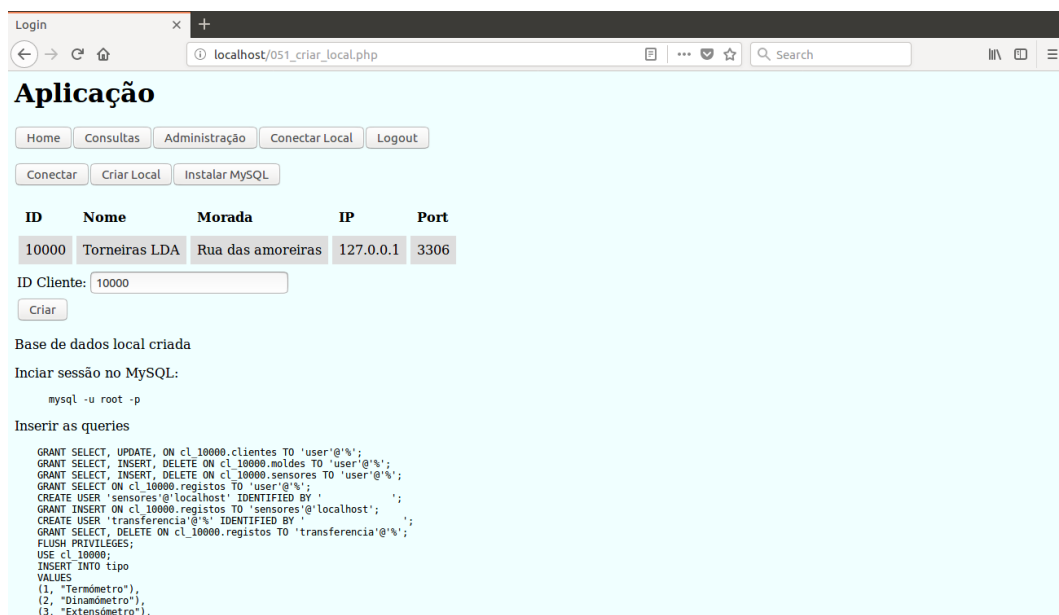 Login
localhost/051_criar_local.php
Search
Aplicação
Home Consultas Administração Conectar Local Logout
Conectar Criar Local Instalar MySQL
ID Nome Morada IP Port
10000 Torneiras LDA Rua das amoreiras 127.0.0.1 3306
ID Cliente: 10000
Criar
Base de dados local criada
Inciar sessão no MySQL:
mysql -u root -p
Inserir as queries
GRANT SELECT, UPDATE, ON cl_10000.clientes TO 'user'@'%';
GRANT SELECT, INSERT, DELETE ON cl_10000.moldes TO 'user'@'%';
GRANT SELECT, INSERT, DELETE ON cl_10000.sensores TO 'user'@'%';
GRANT SELECT ON cl_10000.registos TO 'user'@'%';
CREATE USER 'sensores'@'localhost' IDENTIFIED BY ' ';
GRANT INSERT ON cl_10000.registos TO 'sensores'@'localhost';
CREATE USER 'transferencia'@'%' IDENTIFIED BY ' ';
GRANT SELECT, DELETE ON cl_10000.registos TO 'transferencia'@'%';
FLUSH PRIVILEGES;
USE cl_10000;
INSERT INTO tipo
VALUES
(1, "Termómetro"),
(2, "Dinamómetro"),
(3, "Extensómetro"),